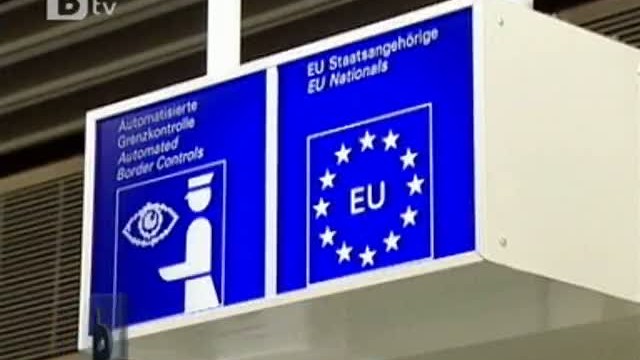 bTV
Automatisierte
Grenzkontrolle
Automated
Border Controls
EU Staatsangehörige
EU Nationals
EU
b